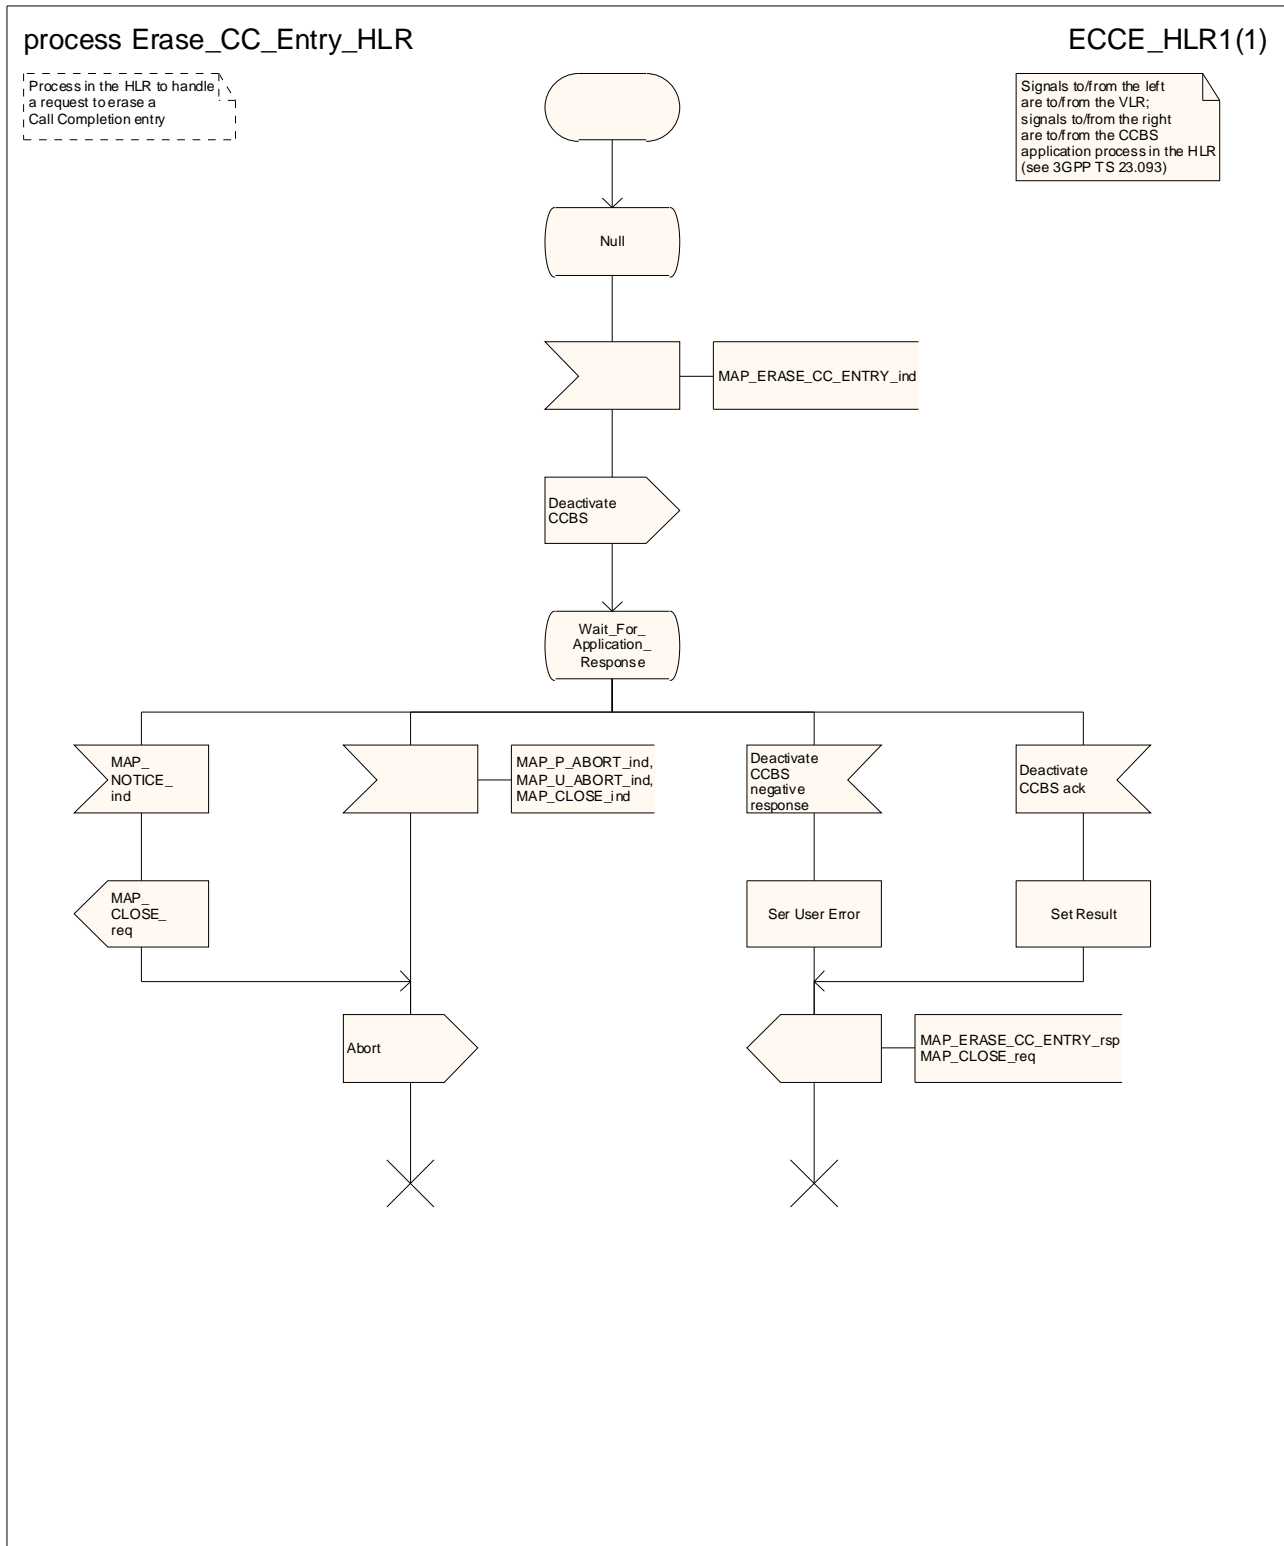 process Erase_CC_Entry_HLR
ECCE_HLR1(1)
Process in the HLR to handle
a request to erase a
Call Completion entry
Signals to/from the left
are to/from the VLR;
signals to/from the right
are to/from the CCBS
application process in the HLR
(see 3GPP TS 23.093)
Null
MAP_ERASE_CC_ENTRY_ind
Deactivate
CCBS
Wait_For_
Application_
Response
MAP_
NOTICE_
ind
MAP_P_ABORT_ind,
MAP_U_ABORT_ind,
MAP_CLOSE_ind
Deactivate
CCBS
negative
response
Deactivate
CCBS ack
MAP_
CLOSE_
req
Ser User Error
Set Result
Abort
MAP_ERASE_CC_ENTRY_rsp
MAP_CLOSE_req